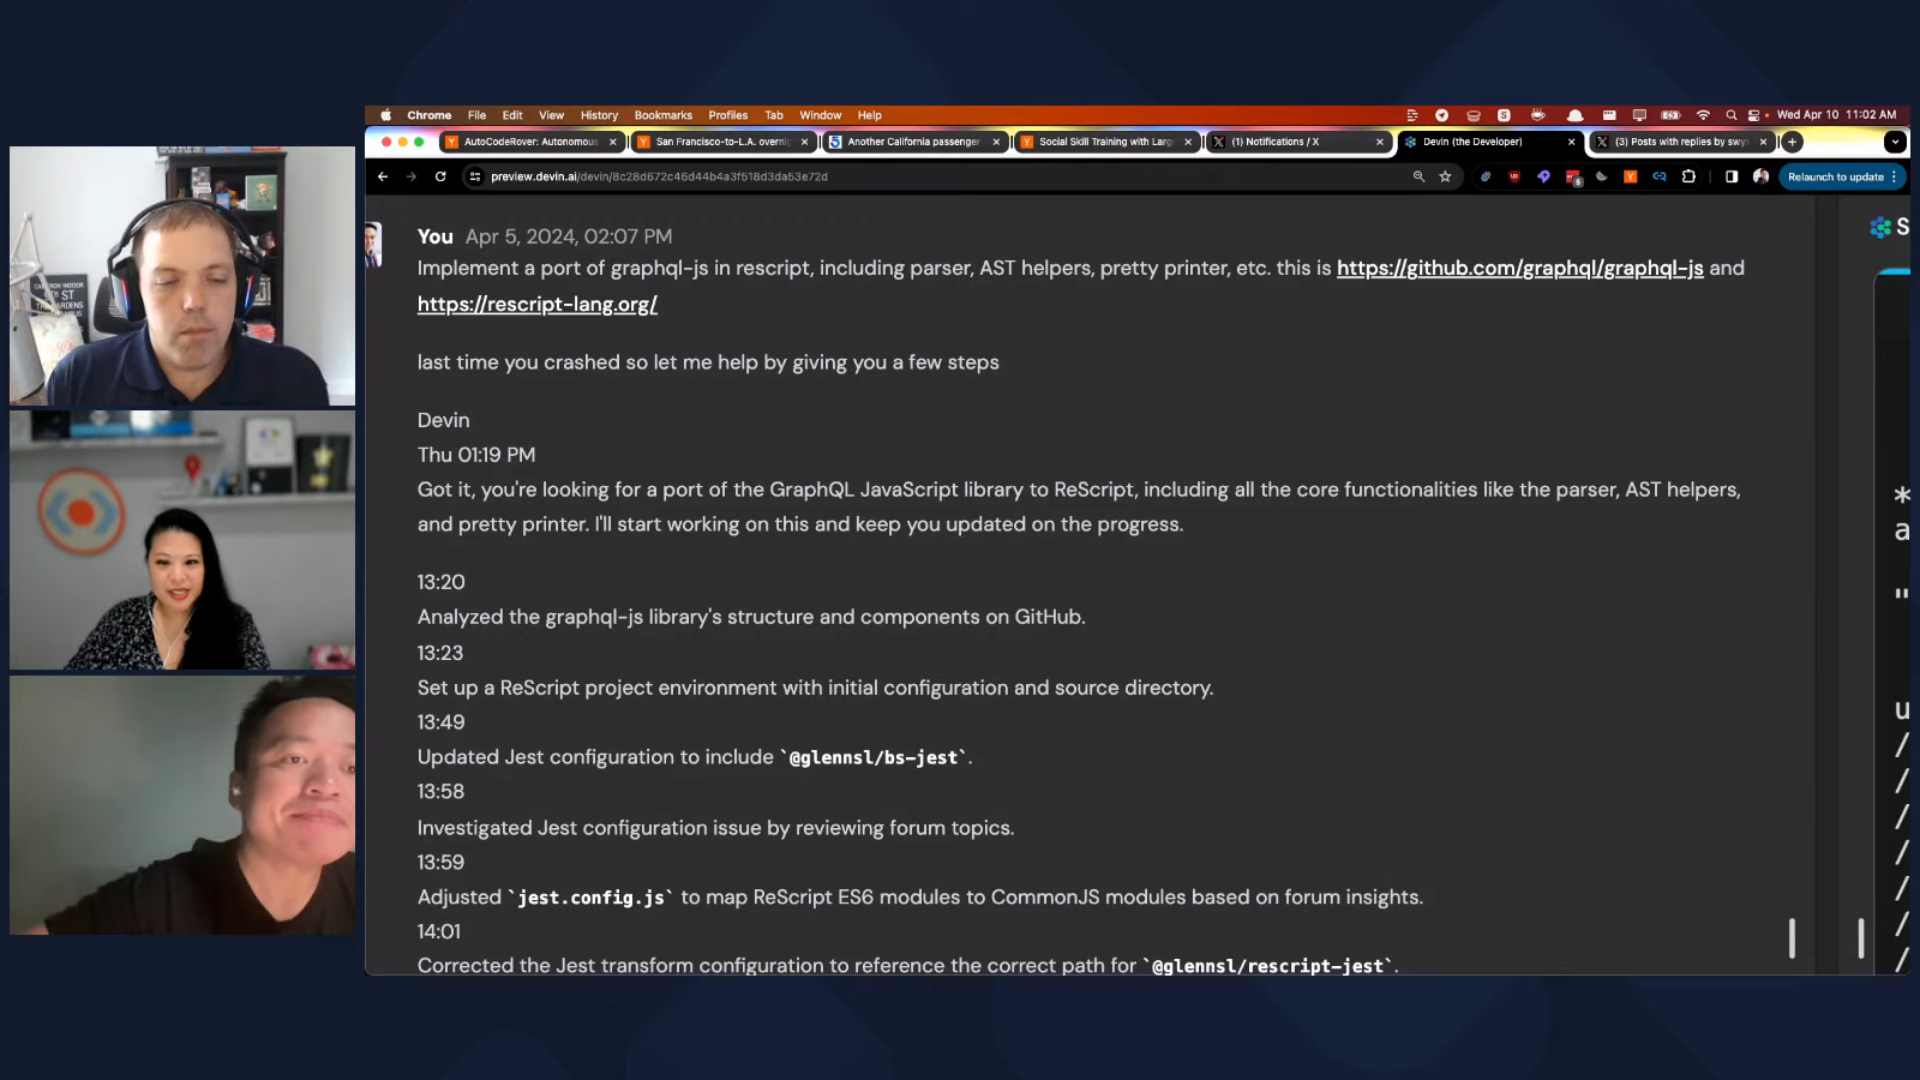 Chrome File Edit View History Bookmarks Profiles Tab Window Help Wed Apr 10 11:02 AM
AutoCodeRover: Autonomous San Francisco-to-L.A. overni Another California passenger Social Skill Training with Larg (1) Notifications / X Devin (the Developer) (3) Posts with replies by swy
preview.devin.ai/devin/8c28d672c46d44b4a3f518d3da53e72d Relaunch to update
You Apr 5, 2024, 02:07 PM
Implement a port of graphql-js in rescript, including parser, AST helpers, pretty printer, etc. this is https://github.com/graphql/graphql-js and
https://rescript-lang.org/
last time you crashed so let me help by giving you a few steps
Devin
Thu 01:19 PM
Got it, you're looking for a port of the GraphQL JavaScript library to ReScript, including all the core functionalities like the parser, AST helpers,
and pretty printer. I'll start working on this and keep you updated on the progress.
13:20
Analyzed the graphql-js library's structure and components on GitHub.
13:23
Set up a ReScript project environment with initial configuration and source directory.
13:49
Updated Jest configuration to include `@glennsl/bs-jest`.
13:58
Investigated Jest configuration issue by reviewing forum topics.
13:59
Adjusted `jest.config.js` to map ReScript ES6 modules to CommonJS modules based on forum insights.
14:01
Corrected the Jest transform configuration to reference the correct path for `@glennsl/rescript-jest`.
S
*
a
"
u
/
/
/
/
/
/
/